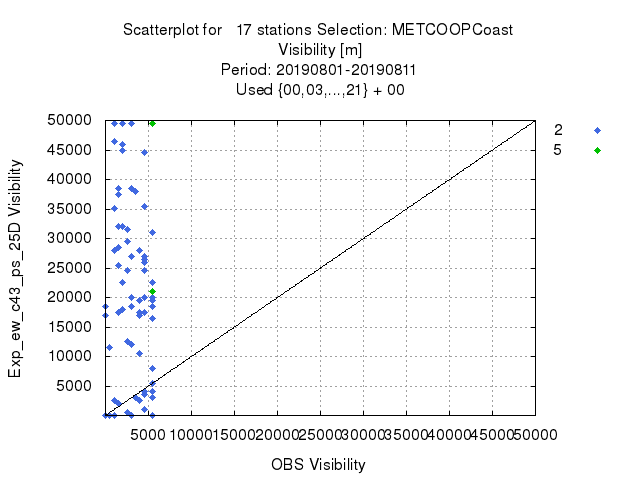 Scatterplot for   17 stations Selection: METCOOPCoast
Visibility [m]
Period: 20190801-20190811
Used {00,03,...,21} + 00
2
5
50000
45000
40000
35000
30000
25000
20000
15000
10000
5000
Exp_ew_c43_ps_25D Visibility
5000 10000 15000 20000 25000 30000 35000 40000 45000 50000
OBS Visibility